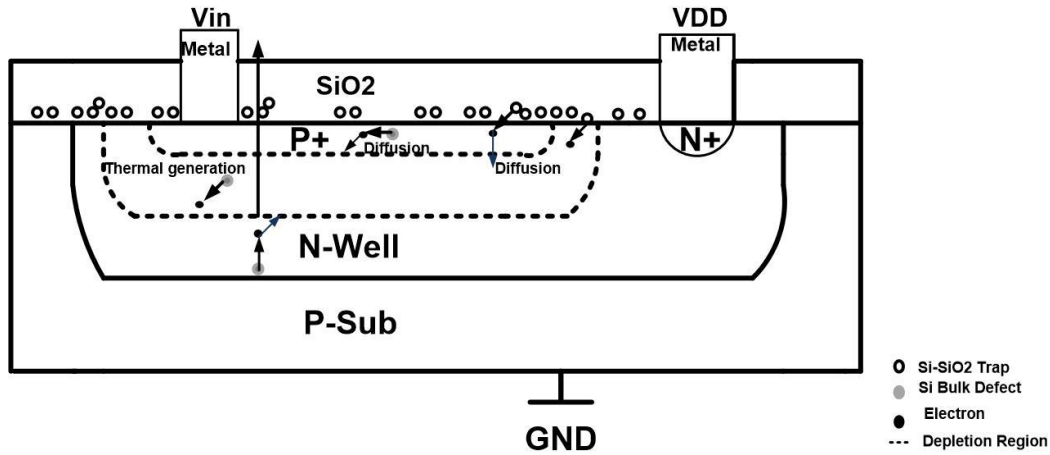 Vin
VDD
Metal
Metal
SiO2
P+
Diffusion
N+
Thermal generation
Diffusion
N-Well
P-Sub
GND
Si-SiO2 Trap
Si Bulk Defect
Electron
Depletion Region